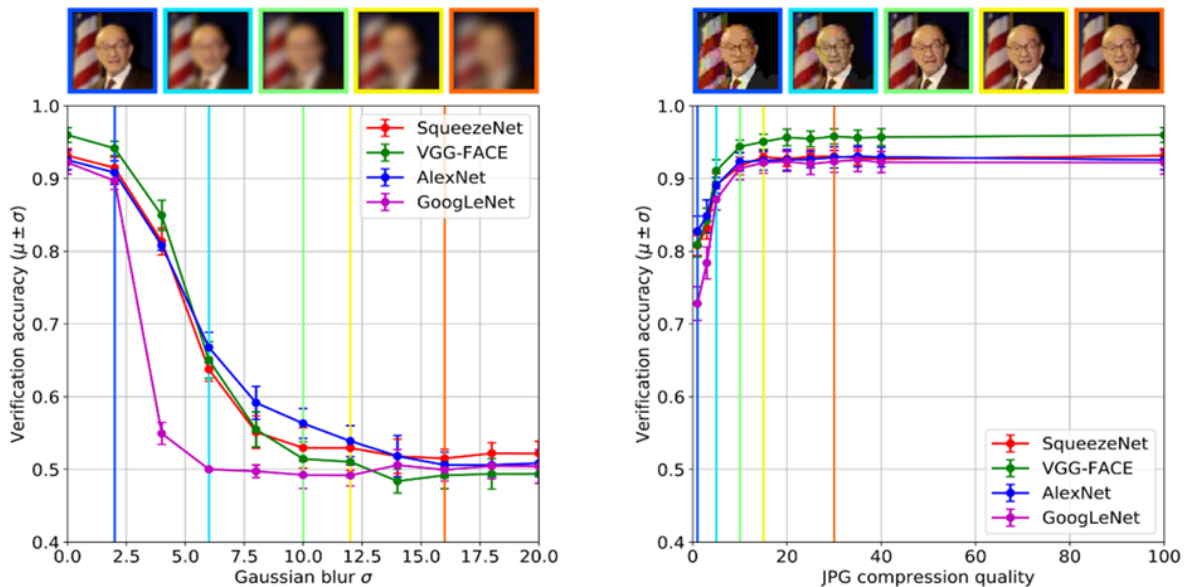 1.0
0.9
0.8
0.7
0.6
0.5
0.4
Verification accuracy (μ ± σ)
SqueezeNet
VGG-FACE
AlexNet
GoogLeNet
0.0 2.5 5.0 7.5 10.0 12.5 15.0 17.5 20.0
Gaussian blur σ
1.0
0.9
0.8
0.7
0.6
0.5
0.4
Verification accuracy (μ ± σ)
SqueezeNet
VGG-FACE
AlexNet
GoogLeNet
0 20 40 60 80 100
JPG compression quality